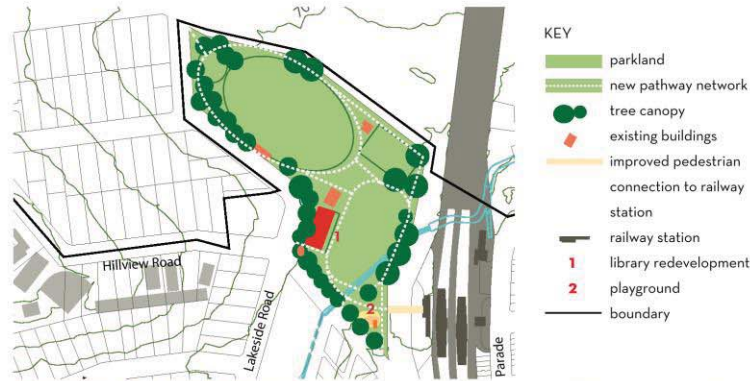 70
Hillview Road
Lakeside Road
Parade
1
2
KEY
parkland
new pathway network
tree canopy
existing buildings
improved pedestrian
connection to railway
station
railway station
1 library redevelopment
2 playground
boundary